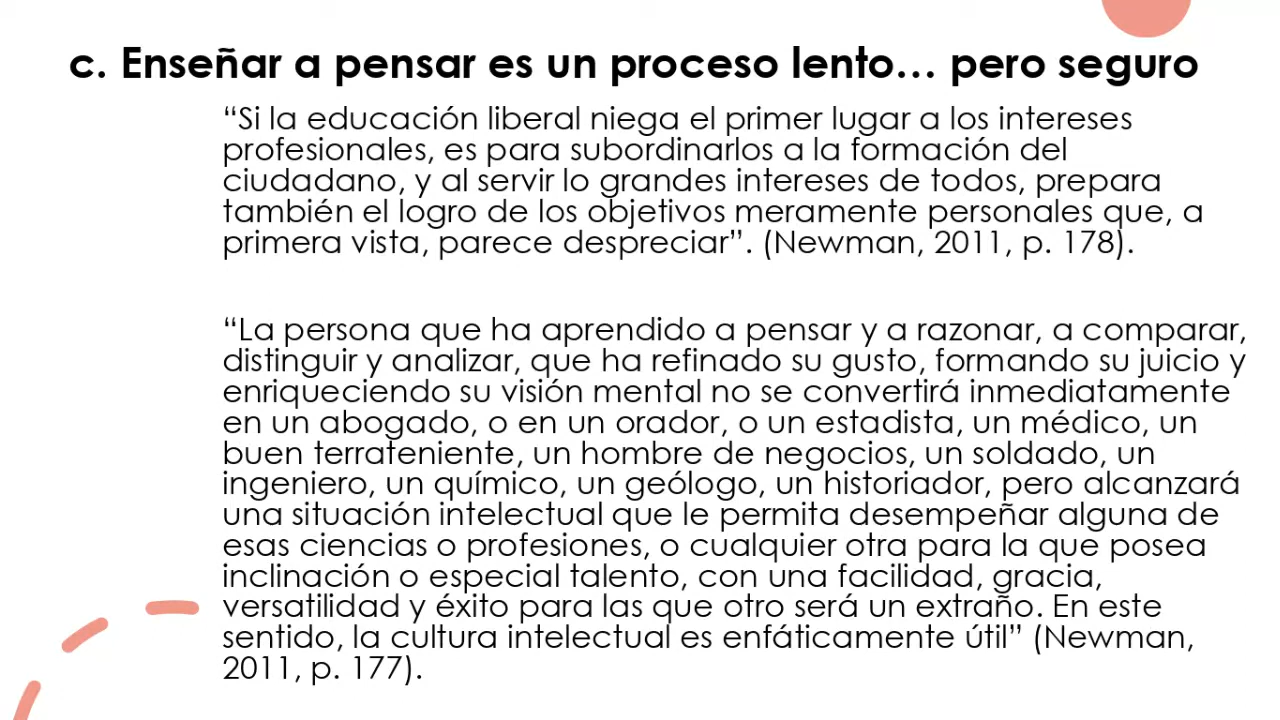 c. Enseñar a pensar es un proceso lento… pero seguro
“Si la educación liberal niega el primer lugar a los intereses
profesionales, es para subordinarlos a la formación del
ciudadano, y al servir lo grandes intereses de todos, prepara
también el logro de los objetivos meramente personales que, a
primera vista, parece despreciar”. (Newman, 2011, p. 178).
“La persona que ha aprendido a pensar y a razonar, a comparar,
distinguir y analizar, que ha refinado su gusto, formando su juicio y
enriqueciendo su visión mental no se convertirá inmediatamente
en un abogado, o en un orador, o un estadista, un médico, un
buen terrateniente, un hombre de negocios, un soldado, un
ingeniero, un químico, un geólogo, un historiador, pero alcanzará
una situación intelectual que le permita desempeñar alguna de
esas ciencias o profesiones, o cualquier otra para la que posea
inclinación o especial talento, con una facilidad, gracia,
versatilidad y éxito para las que otro será un extraño. En este
sentido, la cultura intelectual es enfáticamente útil” (Newman,
2011, p. 177).